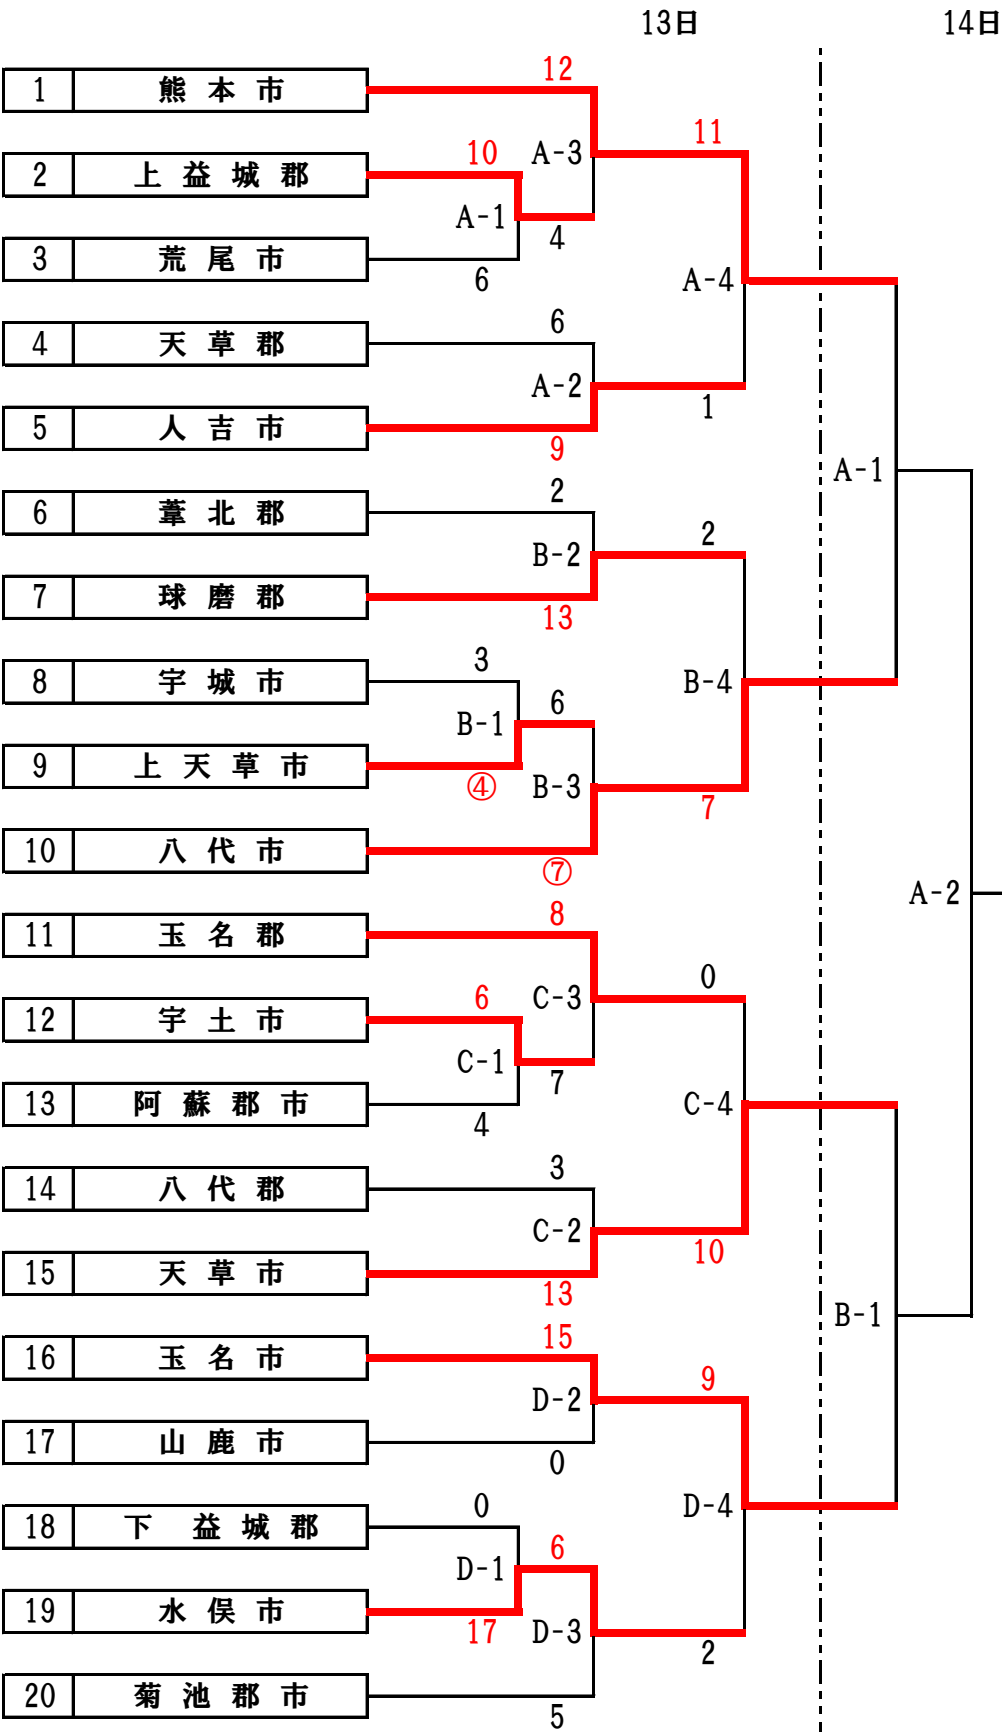 13日 14日
12
1 熊本市
11
10 A-3
2 上益城郡
A-1
4
3 荒尾市
6
A-4
6
4 天草郡
A-2
1
5 人吉市
9
A-1
2
6 葦北郡
2
B-2
7 球磨郡
13
3
8 宇城市
B-4
6
B-1
9 上天草市
④ B-3
7
10 八代市
⑦
A-2
8
11 玉名郡
0
6 C-3
12 宇土市
C-1
7
13 阿蘇郡市
4
C-4
3
14 八代郡
C-2
10
15 天草市
13
B-1
15
16 玉名市
9
D-2
17 山鹿市
0
0
18 下益城郡
D-4
6
D-1
19 水俣市
17 D-3
2
20 菊池郡市
5